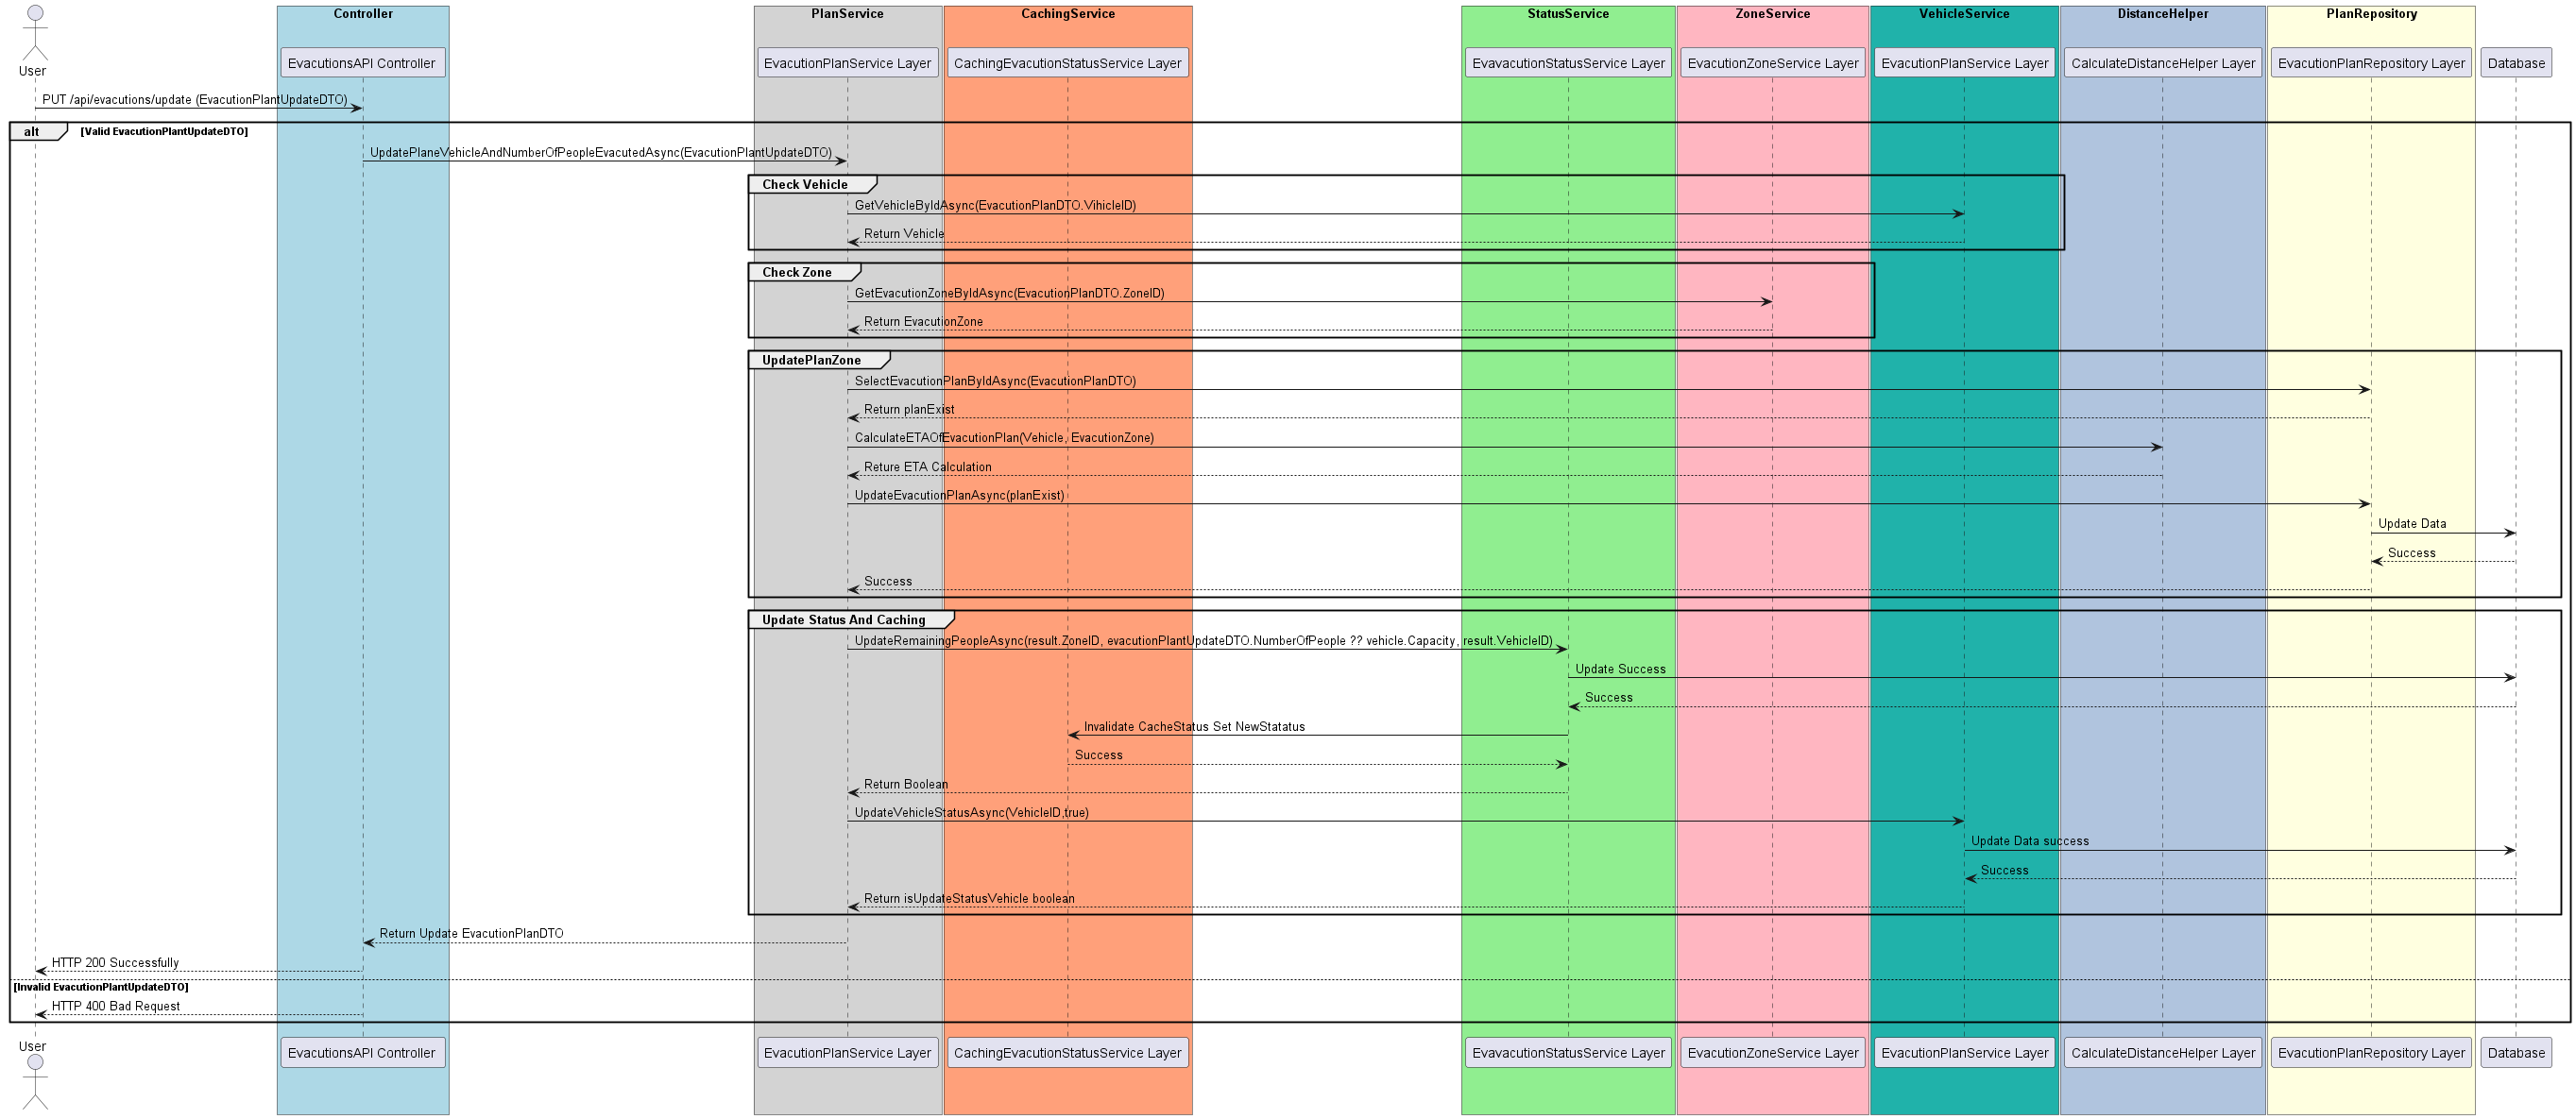 Controller
PlanService
CachingService
StatusService
ZoneService
VehicleService
DistanceHelper
PlanRepository
User
EvacutionsAPI Controller
EvacutionPlanService Layer
CachingEvacutionStatusService Layer
EvavacutionStatusService Layer
EvacutionZoneService Layer
EvacutionPlanService Layer
CalculateDistanceHelper Layer
EvacutionPlanRepository Layer
Database
PUT /api/evacutions/update (EvacutionPlantUpdateDTO)
alt [Valid EvacutionPlantUpdateDTO]
UpdatePlaneVehicleAndNumberOfPeopleEvacutedAsync(EvacutionPlantUpdateDTO)
Check Vehicle
GetVehicleByIdAsync(EvacutionPlanDTO.VihicleID)
Return Vehicle
Check Zone
GetEvacutionZoneByIdAsync(EvacutionPlanDTO.ZoneID)
Return EvacutionZone
UpdatePlanZone
SelectEvacutionPlanByIdAsync(EvacutionPlanDTO)
Return planExist
CalculateETAOfEvacutionPlan(Vehicle, EvacutionZone)
Reture ETA Calculation
UpdateEvacutionPlanAsync(planExist)
Update Data
Success
Success
Update Status And Caching
UpdateRemainingPeopleAsync(result.ZoneID, evacutionPlantUpdateDTO.NumberOfPeople ?? vehicle.Capacity, result.VehicleID)
Update Success
Success
Invalidate CacheStatus Set NewStatatus
Success
Return Boolean
UpdateVehicleStatusAsync(VehicleID,true)
Update Data success
Success
Return isUpdateStatusVehicle boolean
Return Update EvacutionPlanDTO
HTTP 200 Successfully
[Invalid EvacutionPlantUpdateDTO]
HTTP 400 Bad Request
User
EvacutionsAPI Controller
EvacutionPlanService Layer
CachingEvacutionStatusService Layer
EvavacutionStatusService Layer
EvacutionZoneService Layer
EvacutionPlanService Layer
CalculateDistanceHelper Layer
EvacutionPlanRepository Layer
Database